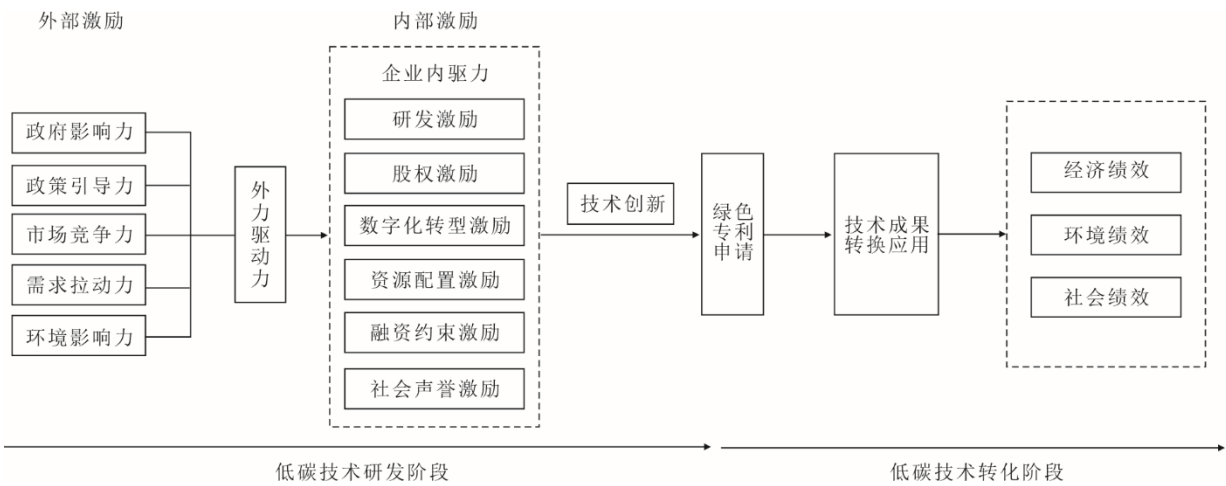 外部激励
内部激励
政府影响力
政策引导力
市场竞争力
需求拉动力
环境影响力
外力驱动力
企业内驱力
研发激励
股权激励
数字化转型激励
资源配置激励
融资约束激励
社会声誉激励
技术创新
绿色
专利
申请
技术成果
转换应用
经济绩效
环境绩效
社会绩效
低碳技术研发阶段
低碳技术转化阶段